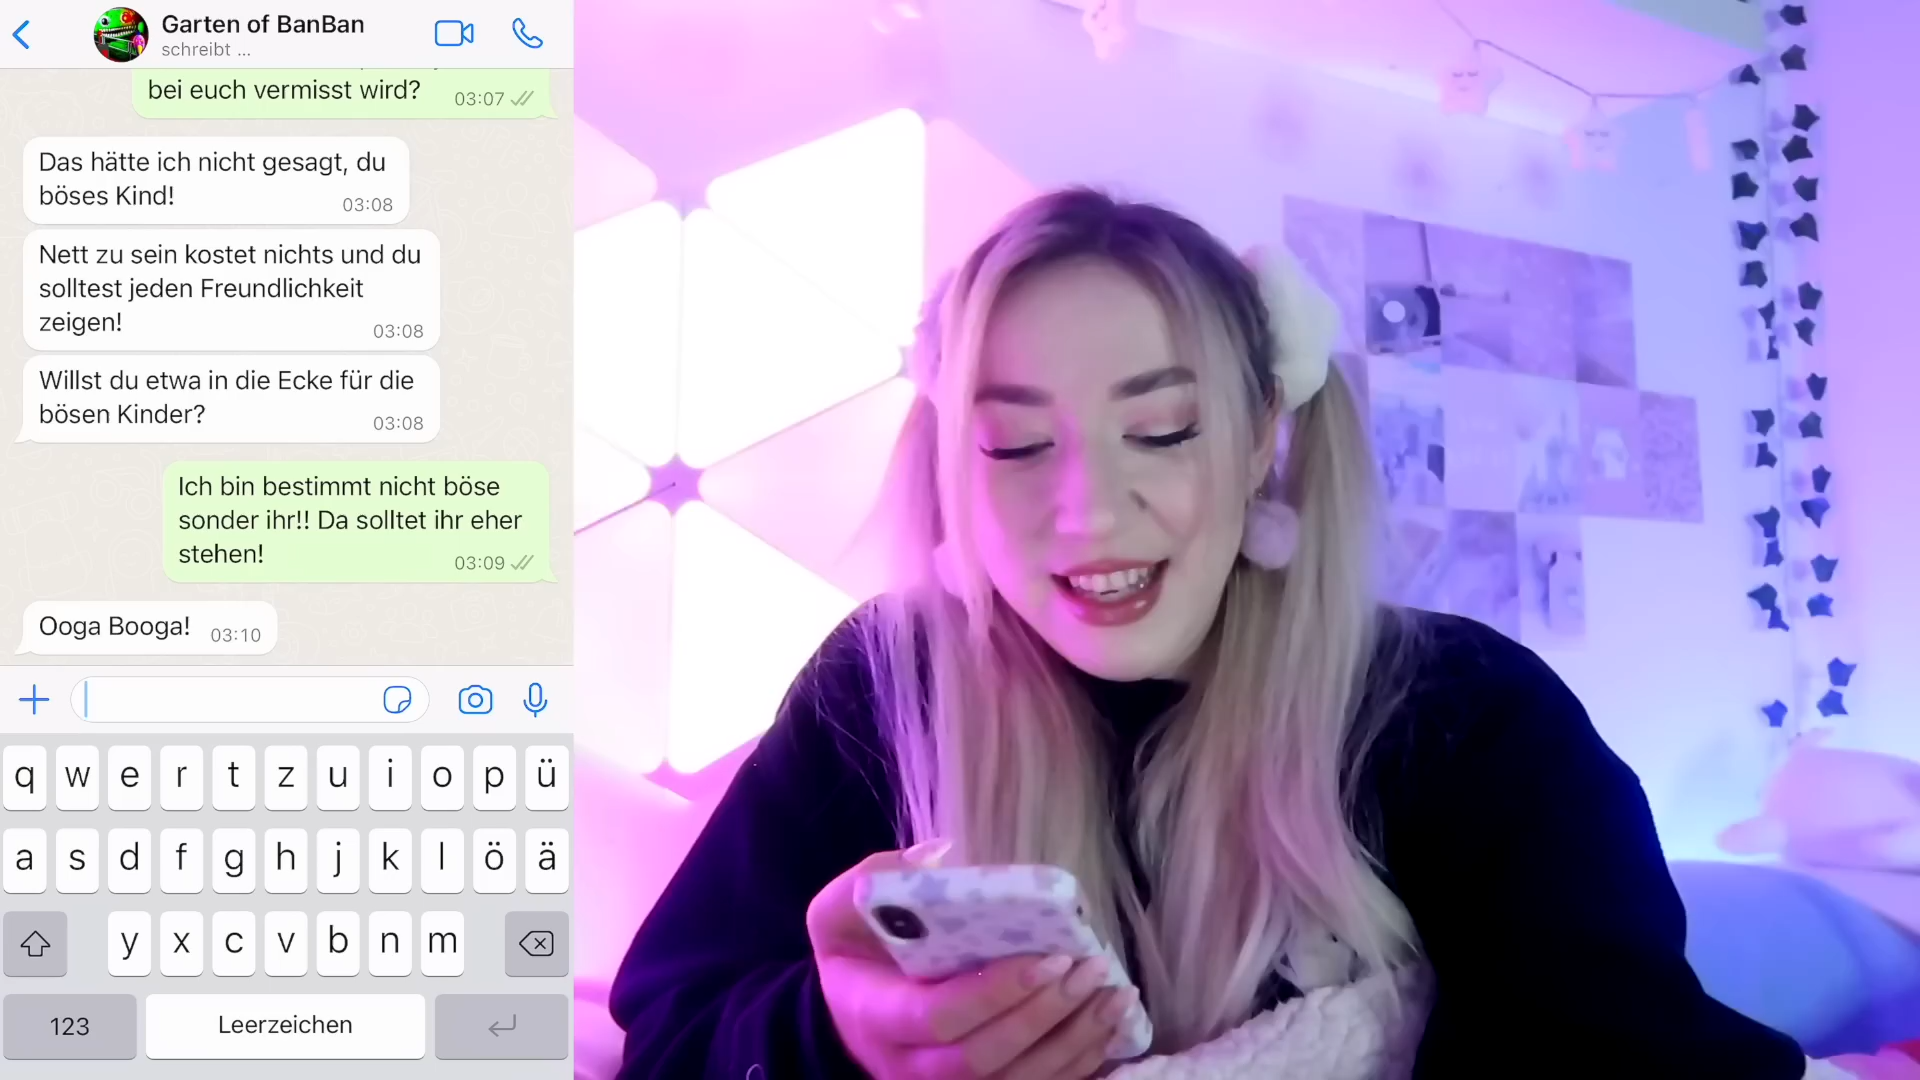 Garten of BanBan
schreibt ...
bei euch vermisst wird?
03:07
Das hätte ich nicht gesagt, du
böses Kind!
03:08
Nett zu sein kostet nichts und du
solltest jeden Freundlichkeit
zeigen!
03:08
Willst du etwa in die Ecke für die
bösen Kinder?
03:08
Ich bin bestimmt nicht böse
sonder ihr!! Da solltet ihr eher
stehen!
03:09
Ooga Booga!
03:10
q w e r t z u i o p ü
a s d f g h j k l ö ä
y x c v b n m
123
Leerzeichen